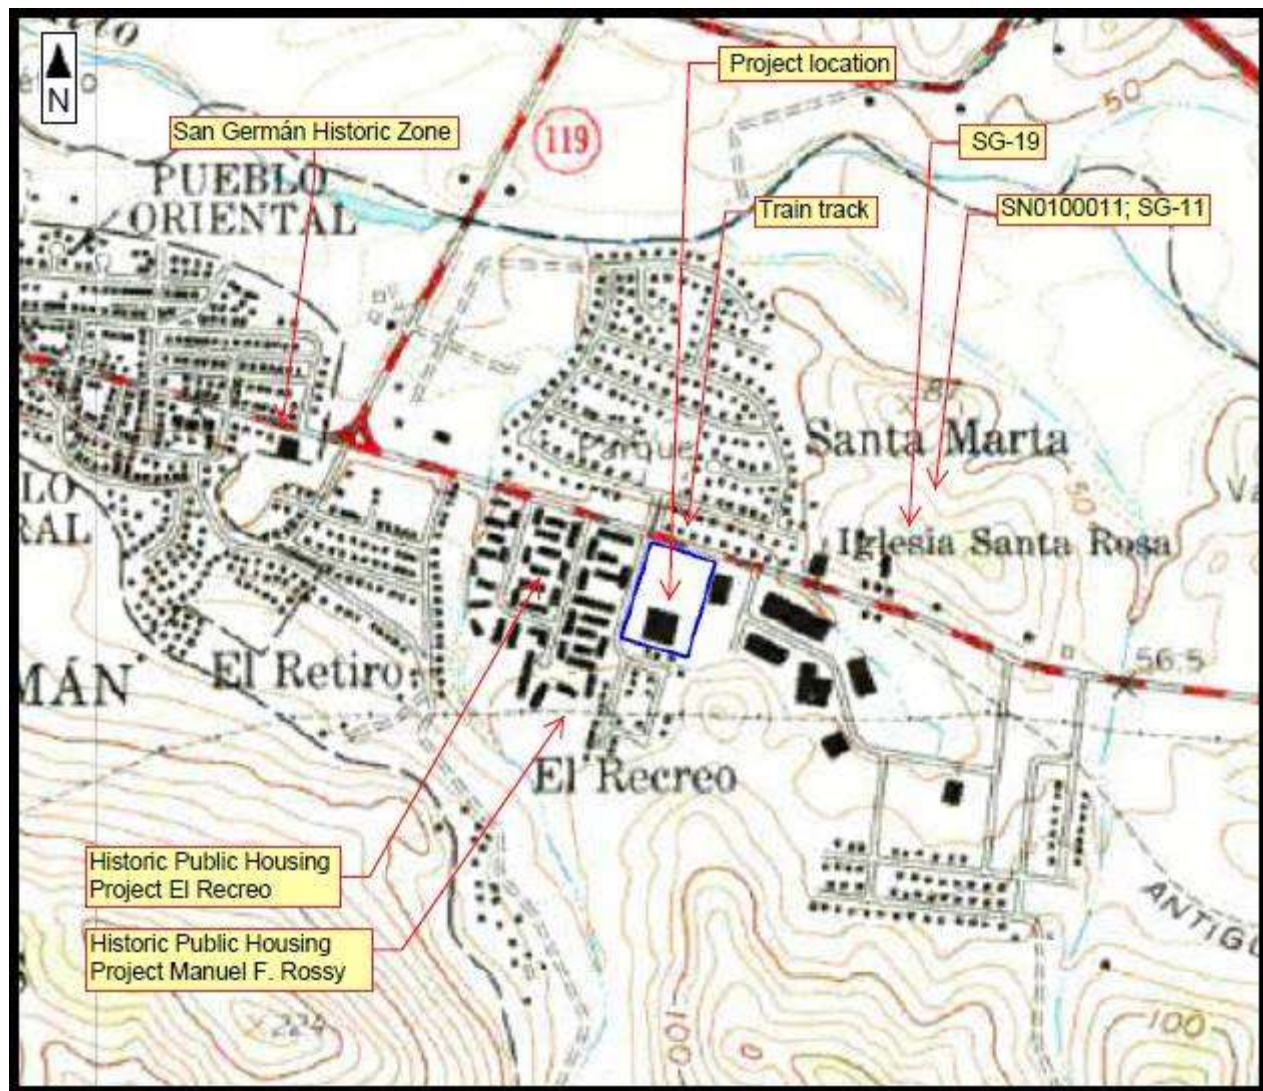 N
Project location
San Germán Historic Zone
119
50
SG-19
PUEBLO
ORIENTAL
Train track
SN0100011; SG-11
Parque
Santa Marta
50
Iglesia Santa Rosa
56.5
MÁN
El Retiro
El Recreo
Historic Public Housing
Project El Recreo
ANTIGU
Historic Public Housing
Project Manuel F. Rossy
224
100
100